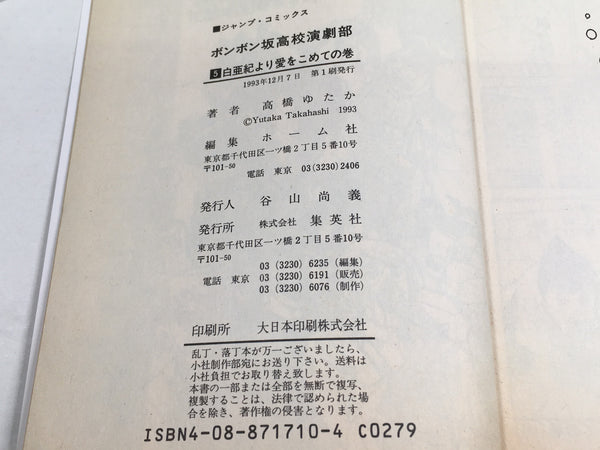 ■ジャンプ・コミックス
ボンボン坂高校演劇部
5白亜紀より愛をこめての巻
1993年12月7日 第1刷発行
著者 高橋ゆたか
©Yutaka Takahashi 1993
編集 ホーム社
東京都千代田区一ツ橋2丁目5番10号
〒101-50
電話 東京 03(3230)2406
発行人 谷山尚義
発行所 株式会社 集英社
東京都千代田区一ツ橋2丁目5番10号
〒101-50
03(3230)6235(編集)
電話 東京 03(3230)6191(販売)
03(3230)6076(制作)
印刷所 大日本印刷株式会社
乱丁・落丁本が万一ございましたら、
小社制作部宛にお送り下さい。送料は
小社負担でお取り替え致します。
本書の一部または全部を無断で複写、
複製することは、法律で認められた場
合を除き、著作権の侵害となります。
ISBN4-08-871710-4 C0279